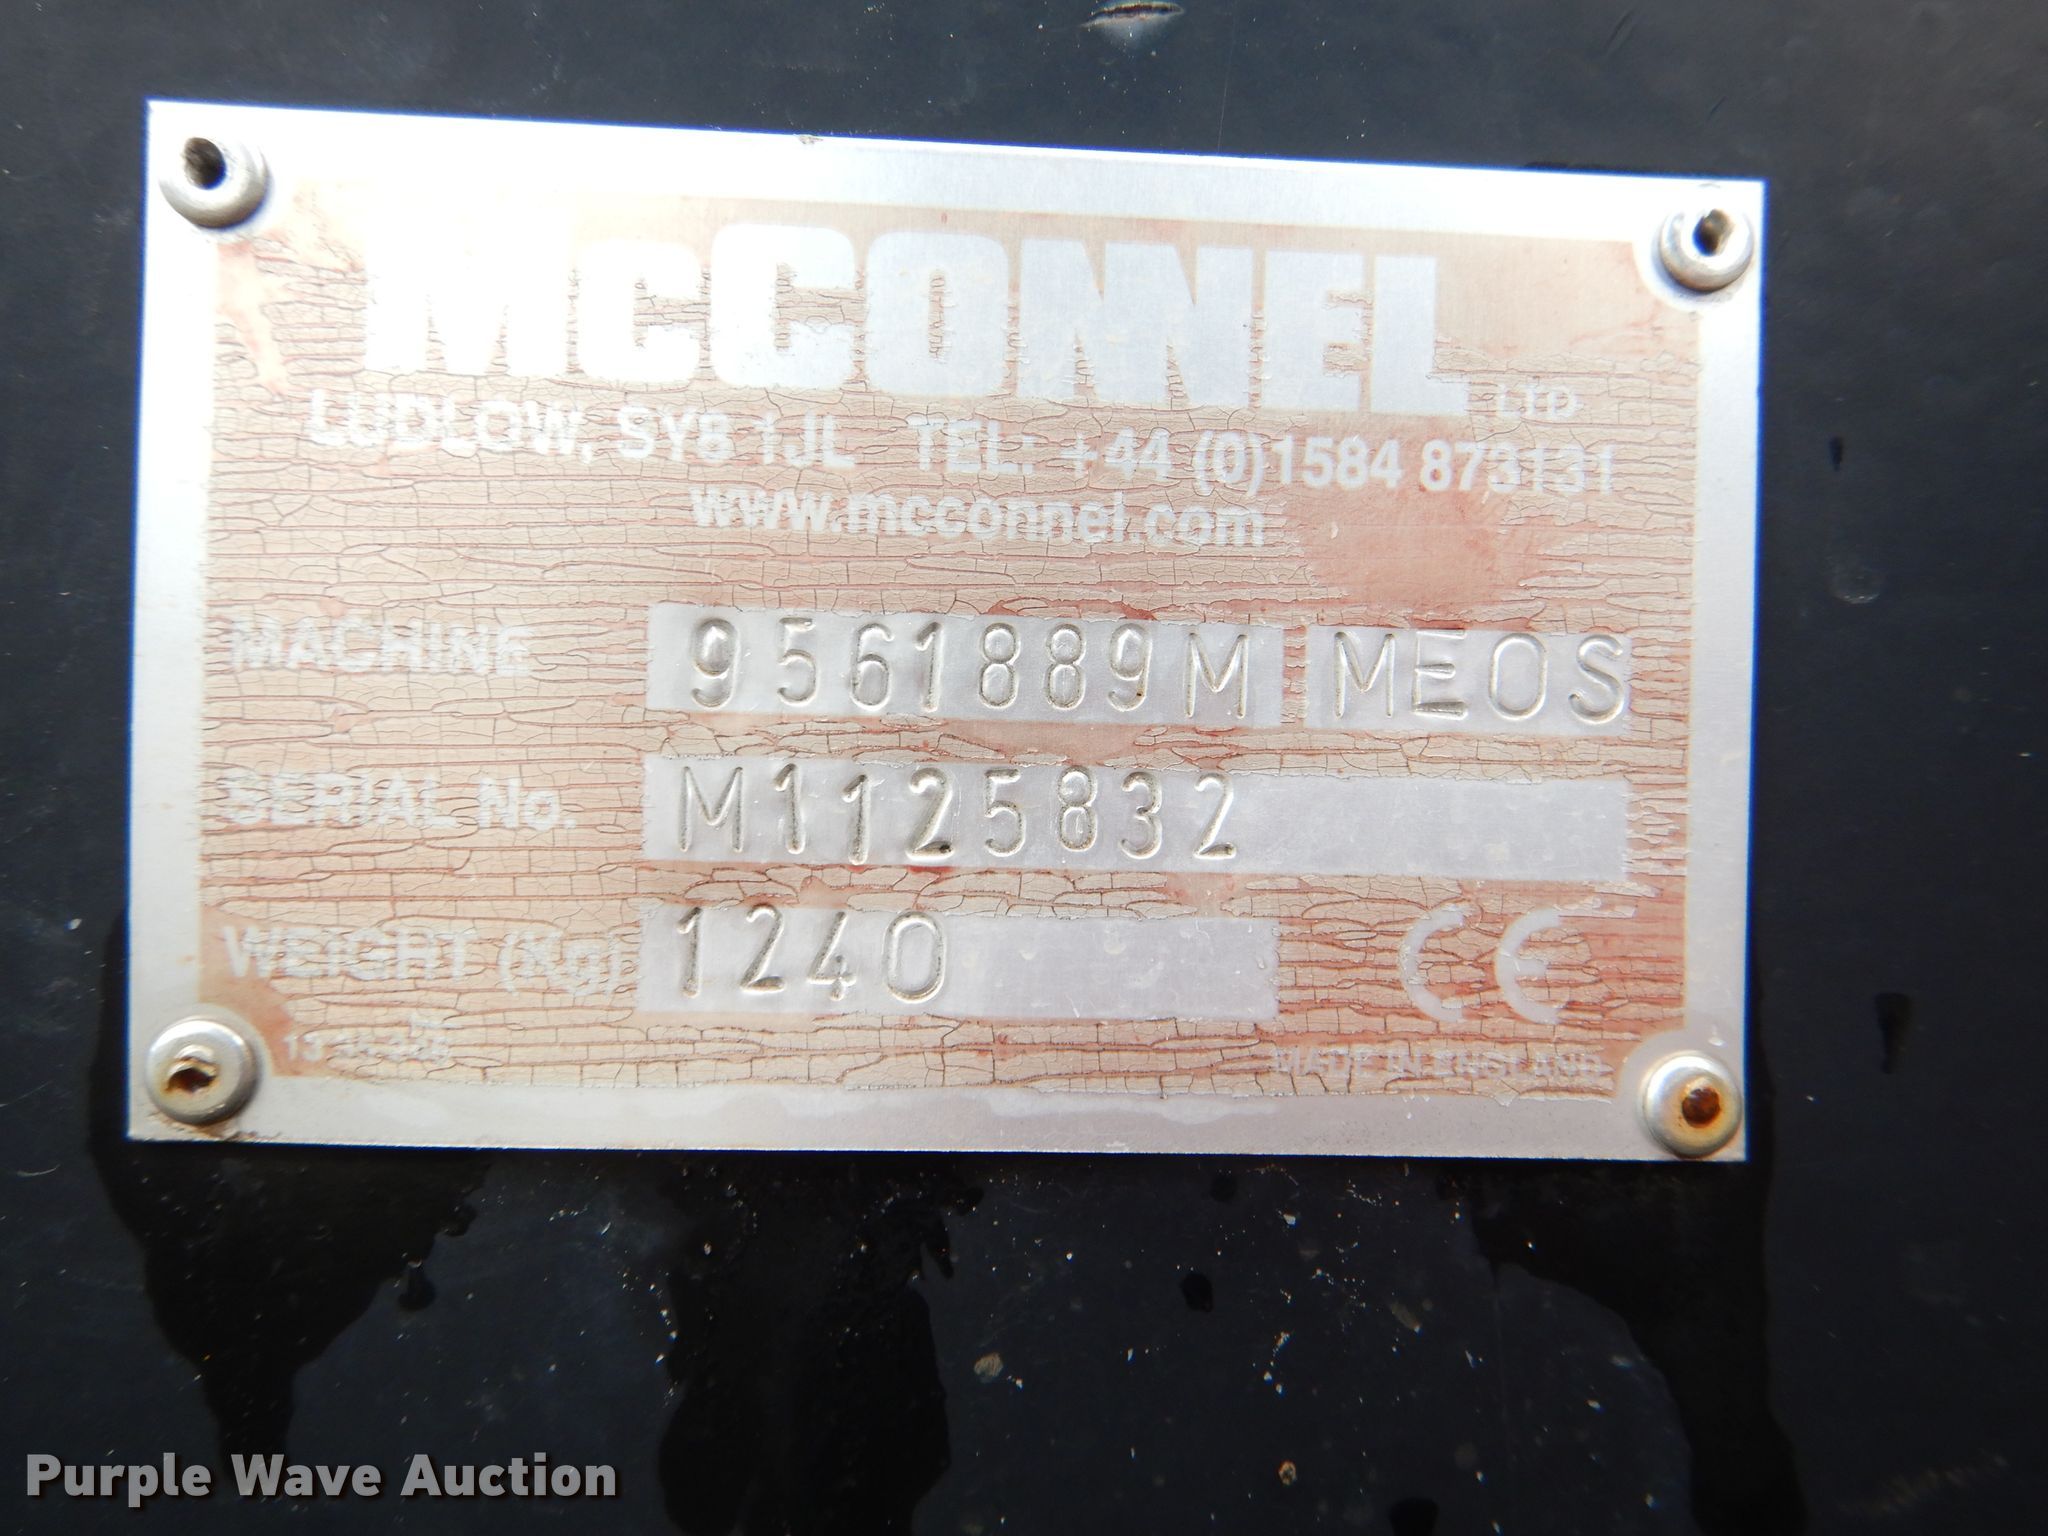 McCONNEL LTD
LUDLOW, SY8 1JL TEL: +44 (0)1584 873131
www.mcconnel.com
MACHINE 9561889M MEOS
SERIAL No. M1125832
WEIGHT (Kg) 1240 CE
MADE IN ENGLAND
Purple Wave Auction